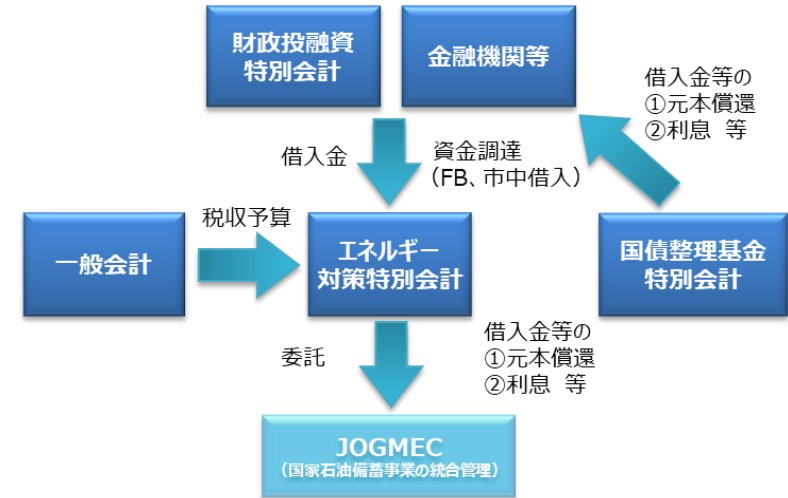 財政投融資
特別会計
金融機関等
借入金等の
①元本償還
②利息 等
借入金
資金調達
（FB、市中借入）
税収予算
一般会計
エネルギー
対策特別会計
国債整理基金
特別会計
委託
借入金等の
①元本償還
②利息 等
JOGMEC
（国家石油備蓄事業の統合管理）